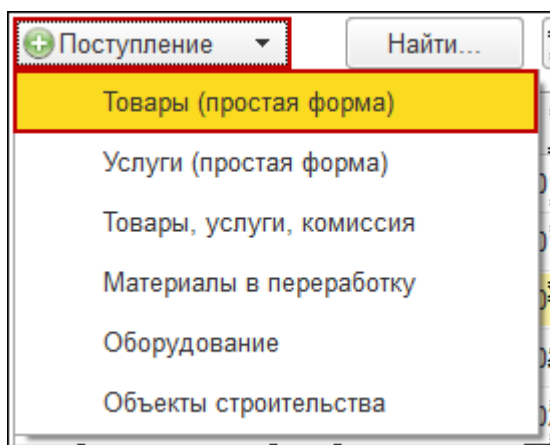 Поступление
Найти...
Товары (простая форма)
Услуги (простая форма)
Товары, услуги, комиссия
Материалы в переработку
Оборудование
Объекты строительства